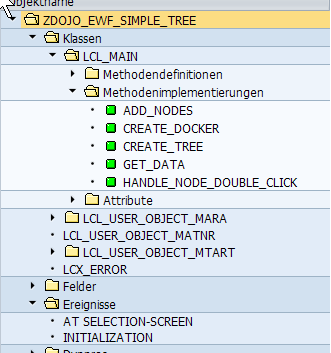 Objektname
ZDOJO_EWF_SIMPLE_TREE
Klassen
LCL_MAIN
Methodendefinitionen
Methodenimplementierungen
ADD_NODES
CREATE_DOCKER
CREATE_TREE
GET_DATA
HANDLE_NODE_DOUBLE_CLICK
Attribute
LCL_USER_OBJECT_MARA
LCL_USER_OBJECT_MATNR
LCL_USER_OBJECT_MTART
LCX_ERROR
Felder
Ereignisse
AT SELECTION-SCREEN
INITIALIZATION